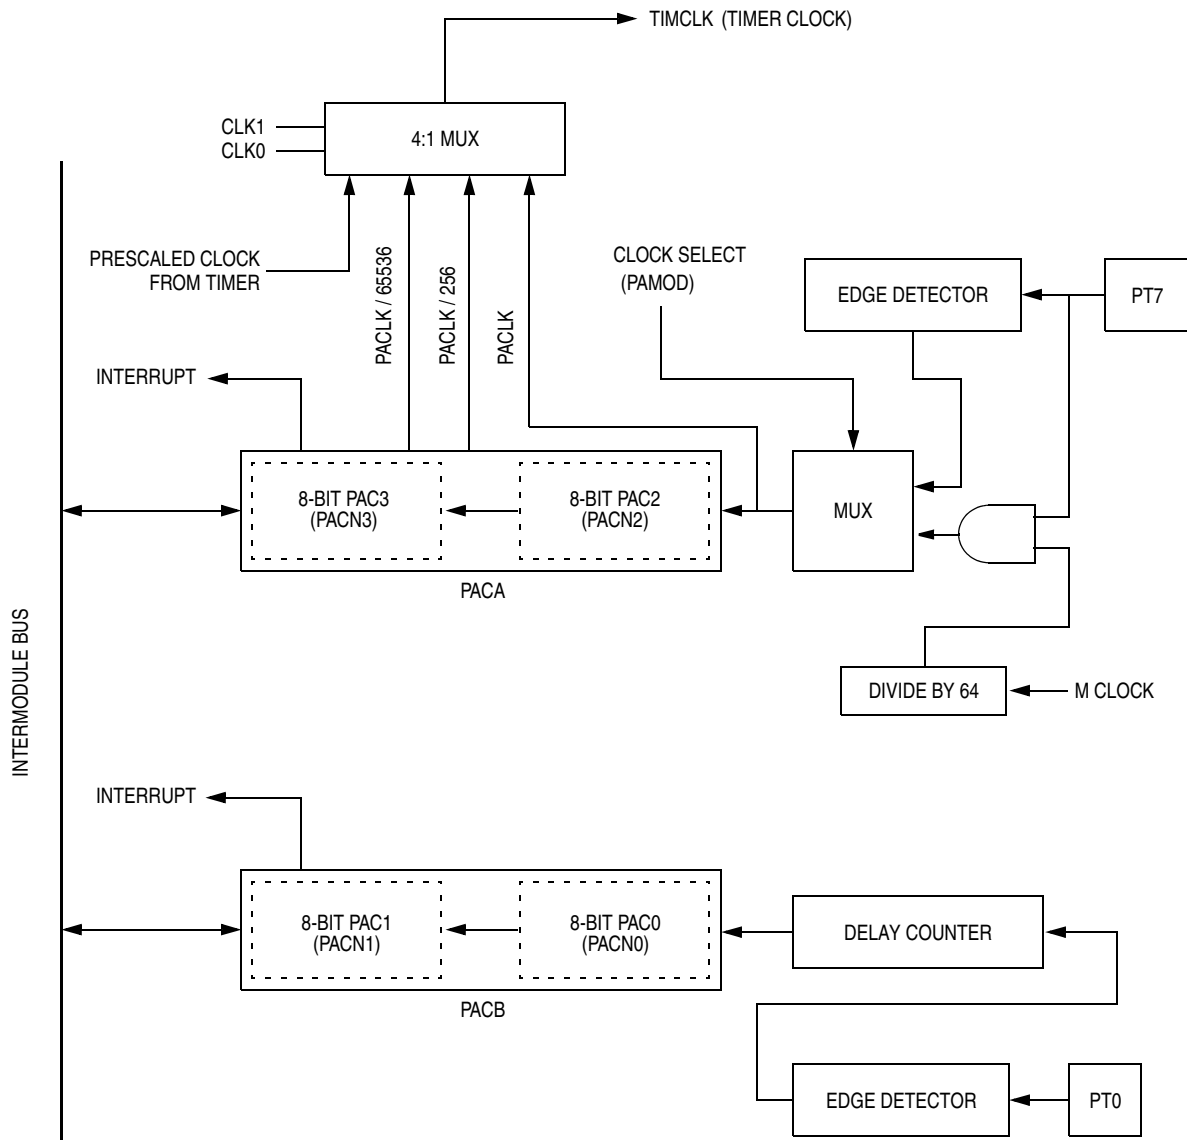 TIMCLK (TIMER CLOCK)
CLK1
CLK0
4:1 MUX
PRESCALED CLOCK
FROM TIMER
PACLK / 65536
PACLK / 256
PACLK
CLOCK SELECT
(PAMOD)
EDGE DETECTOR
PT7
INTERRUPT
8-BIT PAC3
(PACN3)
8-BIT PAC2
(PACN2)
MUX
PACA
INTERMODULE BUS
DIVIDE BY 64
M CLOCK
INTERRUPT
8-BIT PAC1
(PACN1)
8-BIT PAC0
(PACN0)
DELAY COUNTER
PACB
EDGE DETECTOR
PT0